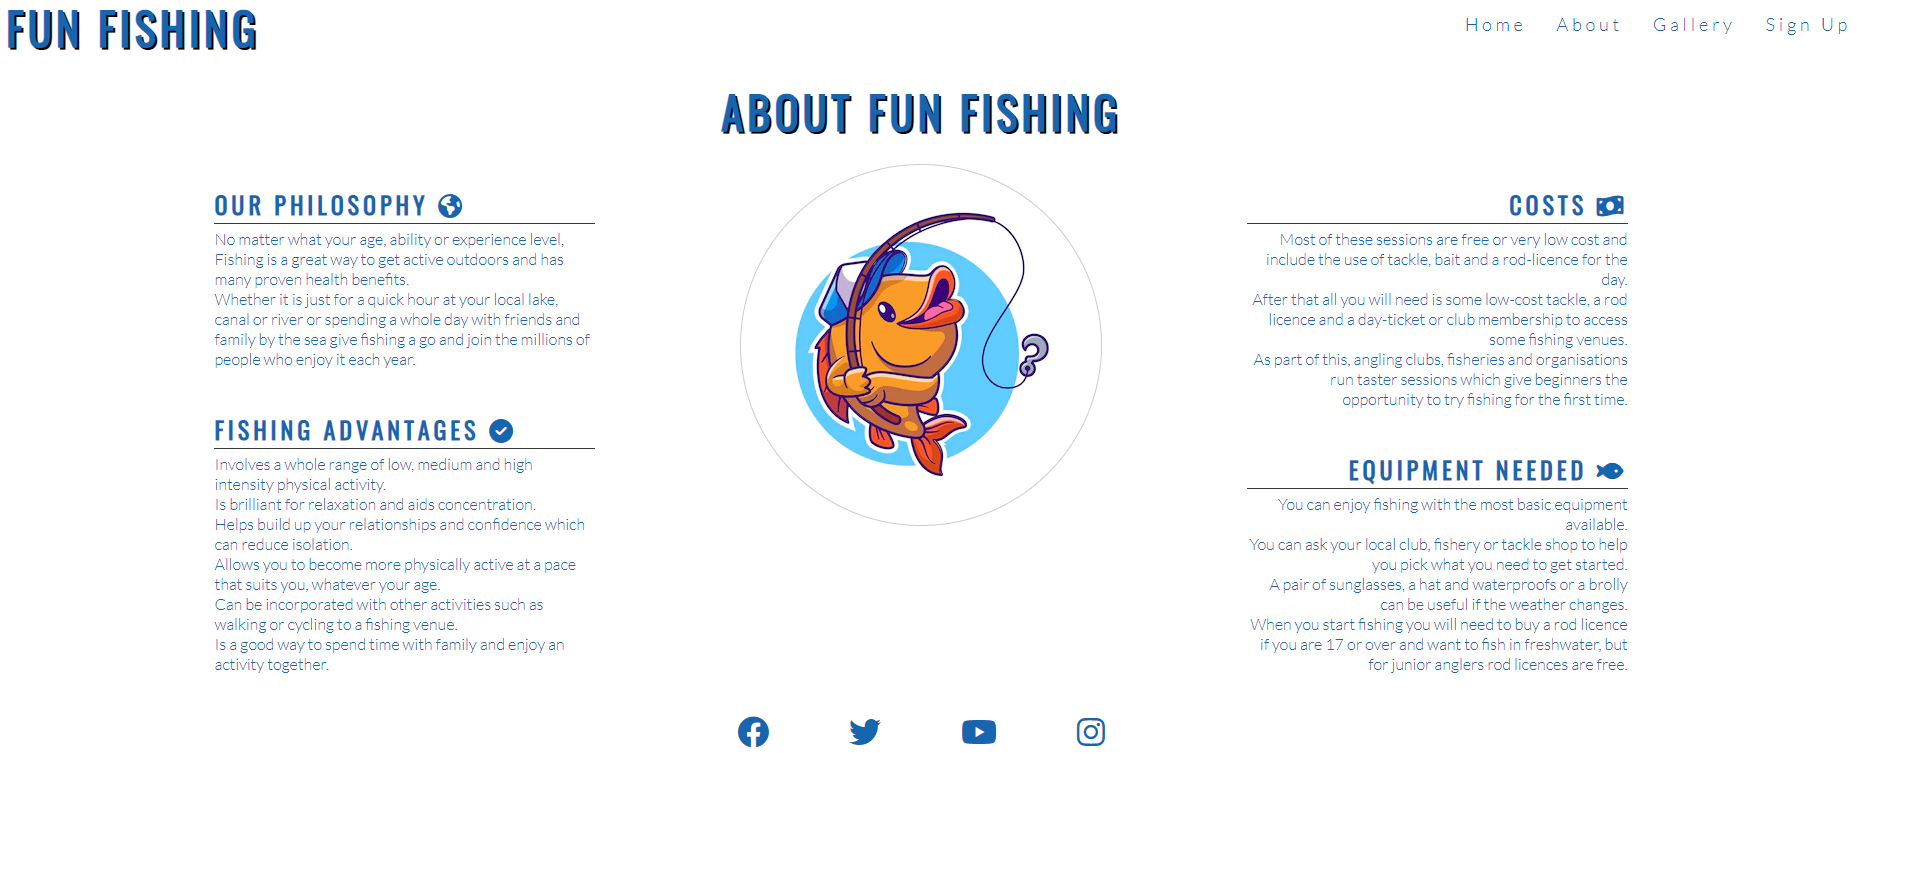 FUN FISHING
Home About Gallery Sign Up
ABOUT FUN FISHING
OUR PHILOSOPHY
No matter what your age, ability or experience level,
Fishing is a great way to get active outdoors and has
many proven health benefits.
Whether it is just for a quick hour at your local lake,
canal or river or spending a whole day with friends and
family by the sea give fishing a go and join the millions of
people who enjoy it each year.
FISHING ADVANTAGES
Involves a whole range of low, medium and high
intensity physical activity.
Is brilliant for relaxation and aids concentration.
Helps build up your relationships and confidence which
can reduce isolation.
Allows you to become more physically active at a pace
that suits you, whatever your age.
Can be incorporated with other activities such as
walking or cycling to a fishing venue.
Is a good way to spend time with family and enjoy an
activity together.
COSTS
Most of these sessions are free or very low cost and
include the use of tackle, bait and a rod-licence for the
day.
After that all you will need is some low-cost tackle, a rod
licence and a day-ticket or club membership to access
some fishing venues.
As part of this, angling clubs, fisheries and organisations
run taster sessions which give beginners the
opportunity to try fishing for the first time.
EQUIPMENT NEEDED
You can enjoy fishing with the most basic equipment
available.
You can ask your local club, fishery or tackle shop to help
you pick what you need to get started.
A pair of sunglasses, a hat and waterproofs or a brolly
can be useful if the weather changes.
When you start fishing you will need to buy a rod licence
if you are 17 or over and want to fish in freshwater, but
for junior anglers rod licences are free.